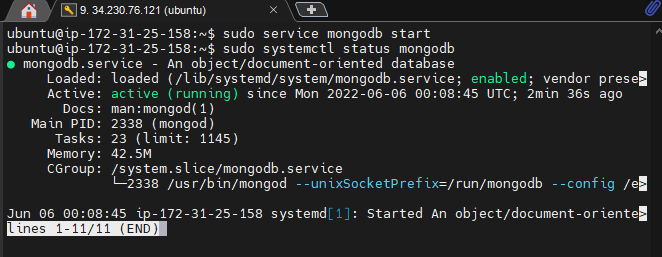 9. 34.230.76.121 (ubuntu)
ubuntu@ip-172-31-25-158:~$ sudo service mongodb start
ubuntu@ip-172-31-25-158:~$ sudo systemctl status mongodb
● mongodb.service - An object/document-oriented database
     Loaded: loaded (/lib/systemd/system/mongodb.service; enabled; vendor prese>
     Active: active (running) since Mon 2022-06-06 00:08:45 UTC; 2min 36s ago
       Docs: man:mongod(1)
   Main PID: 2338 (mongod)
      Tasks: 23 (limit: 1145)
     Memory: 42.5M
     CGroup: /system.slice/mongodb.service
             └─2338 /usr/bin/mongod --unixSocketPrefix=/run/mongodb --config /e>
Jun 06 00:08:45 ip-172-31-25-158 systemd[1]: Started An object/document-oriente>
lines 1-11/11 (END)